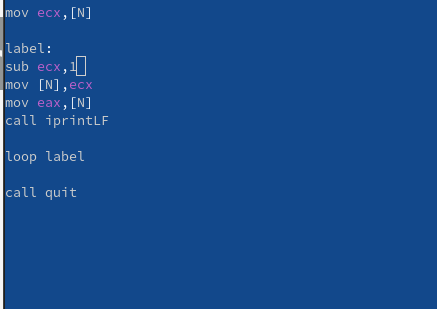 mov ecx,[N]
label:
sub ecx,1
mov [N],ecx
mov eax,[N]
call iprintLF
loop label
call quit